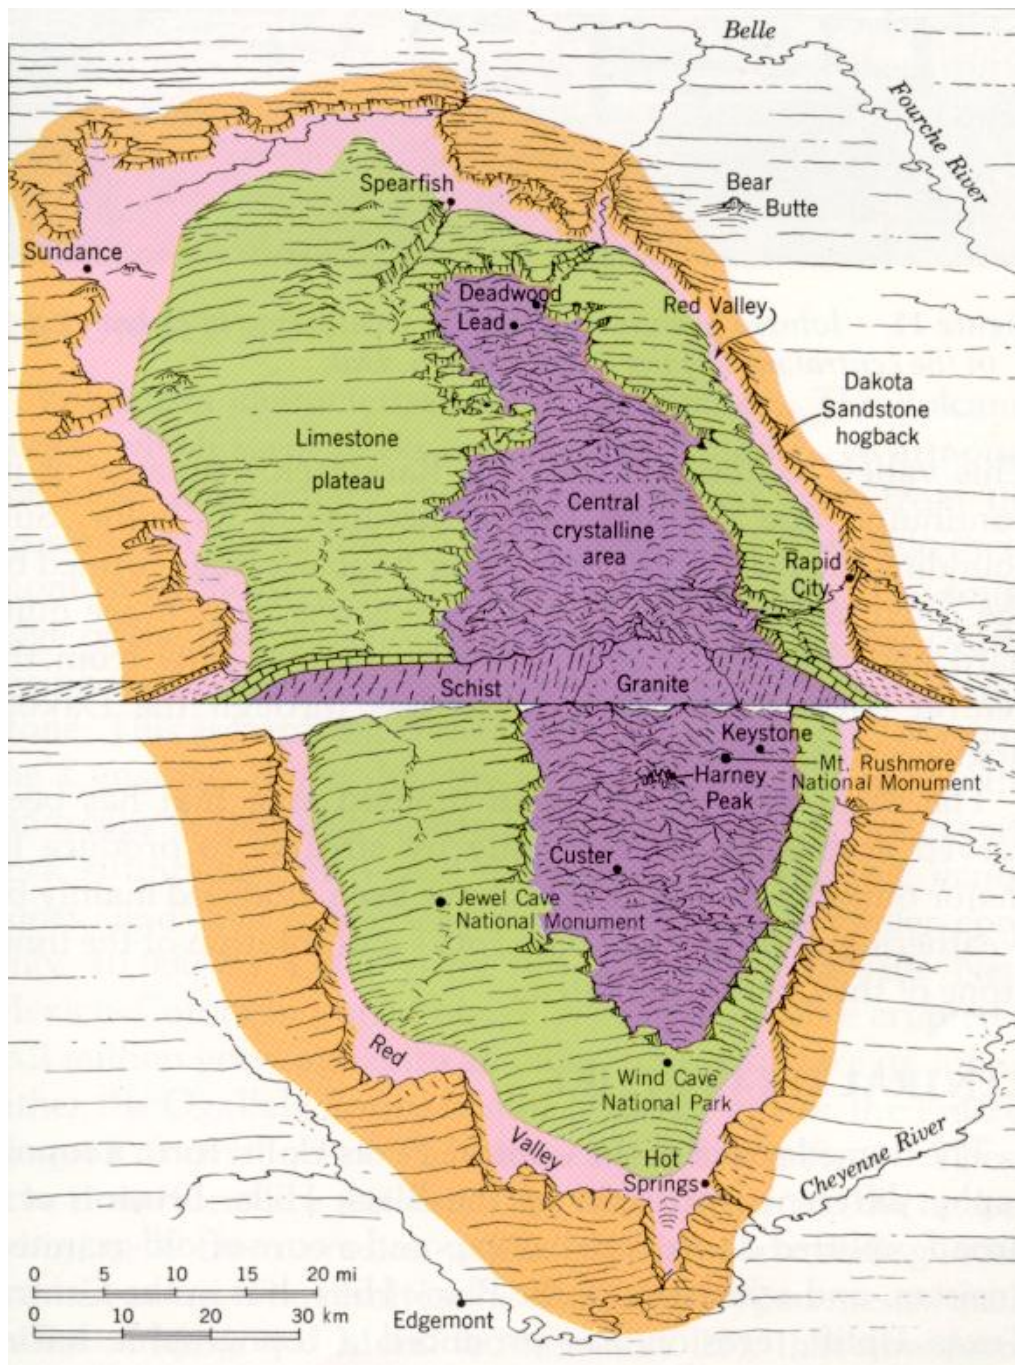 Belle
Fourche River
Spearfish
Bear
Butte
Sundance
Deadwood
Lead
Red Valley
Dakota
Sandstone
hogback
Limestone
plateau
Central
crystalline
area
Rapid
City
Schist
Granite
Keystone
Mt. Rushmore
National Monument
Harney
Peak
Custer
Jewel Cave
National Monument
Red
Valley
Wind Cave
National Park
Hot
Springs
Cheyenne River
Edgemont
0 5 10 15 20 mi
0 10 20 30 km